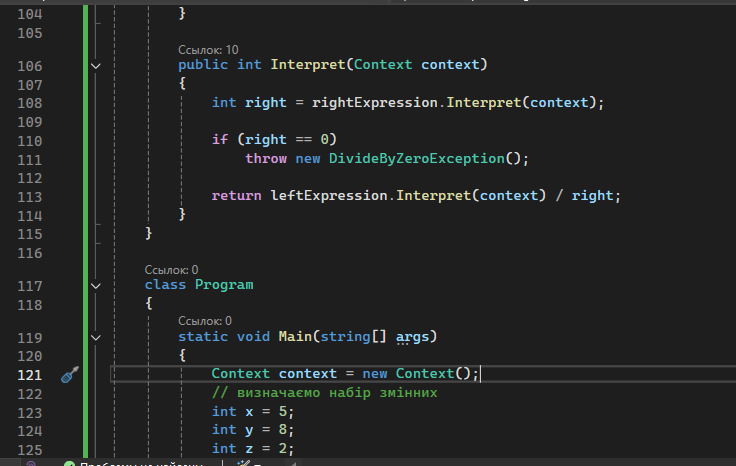 104 }
105
Ссылок: 10
106 public int Interpret(Context context)
107 {
108 int right = rightExpression.Interpret(context);
109
110 if (right == 0)
111 throw new DivideByZeroException();
112
113 return leftExpression.Interpret(context) / right;
114 }
115 }
116
Ссылок: 0
117 class Program
118 {
Ссылок: 0
119 static void Main(string[] args)
120 {
121 Context context = new Context();
122 // визначаємо набір змінних
123 int x = 5;
124 int y = 8;
125 int z = 2;